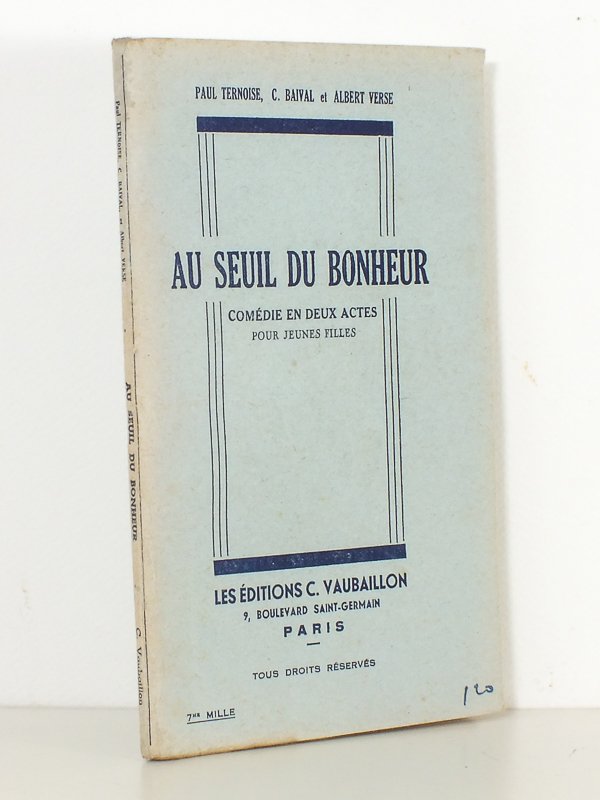 PAUL TERNOISE, C. BAIVAL et ALBERT VERSE
AU SEUIL DU BONHEUR
COMÉDIE EN DEUX ACTES
POUR JEUNES FILLES
LES ÉDITIONS C. VAUBAILLON
9, BOULEVARD SAINT-GERMAIN
PARIS
TOUS DROITS RÉSERVÉS
7ME MILLE
120
Paul TERNOISE, C. BAIVAL et Albert VERSE
AU SEUIL DU BONHEUR
C. Vaubaillon